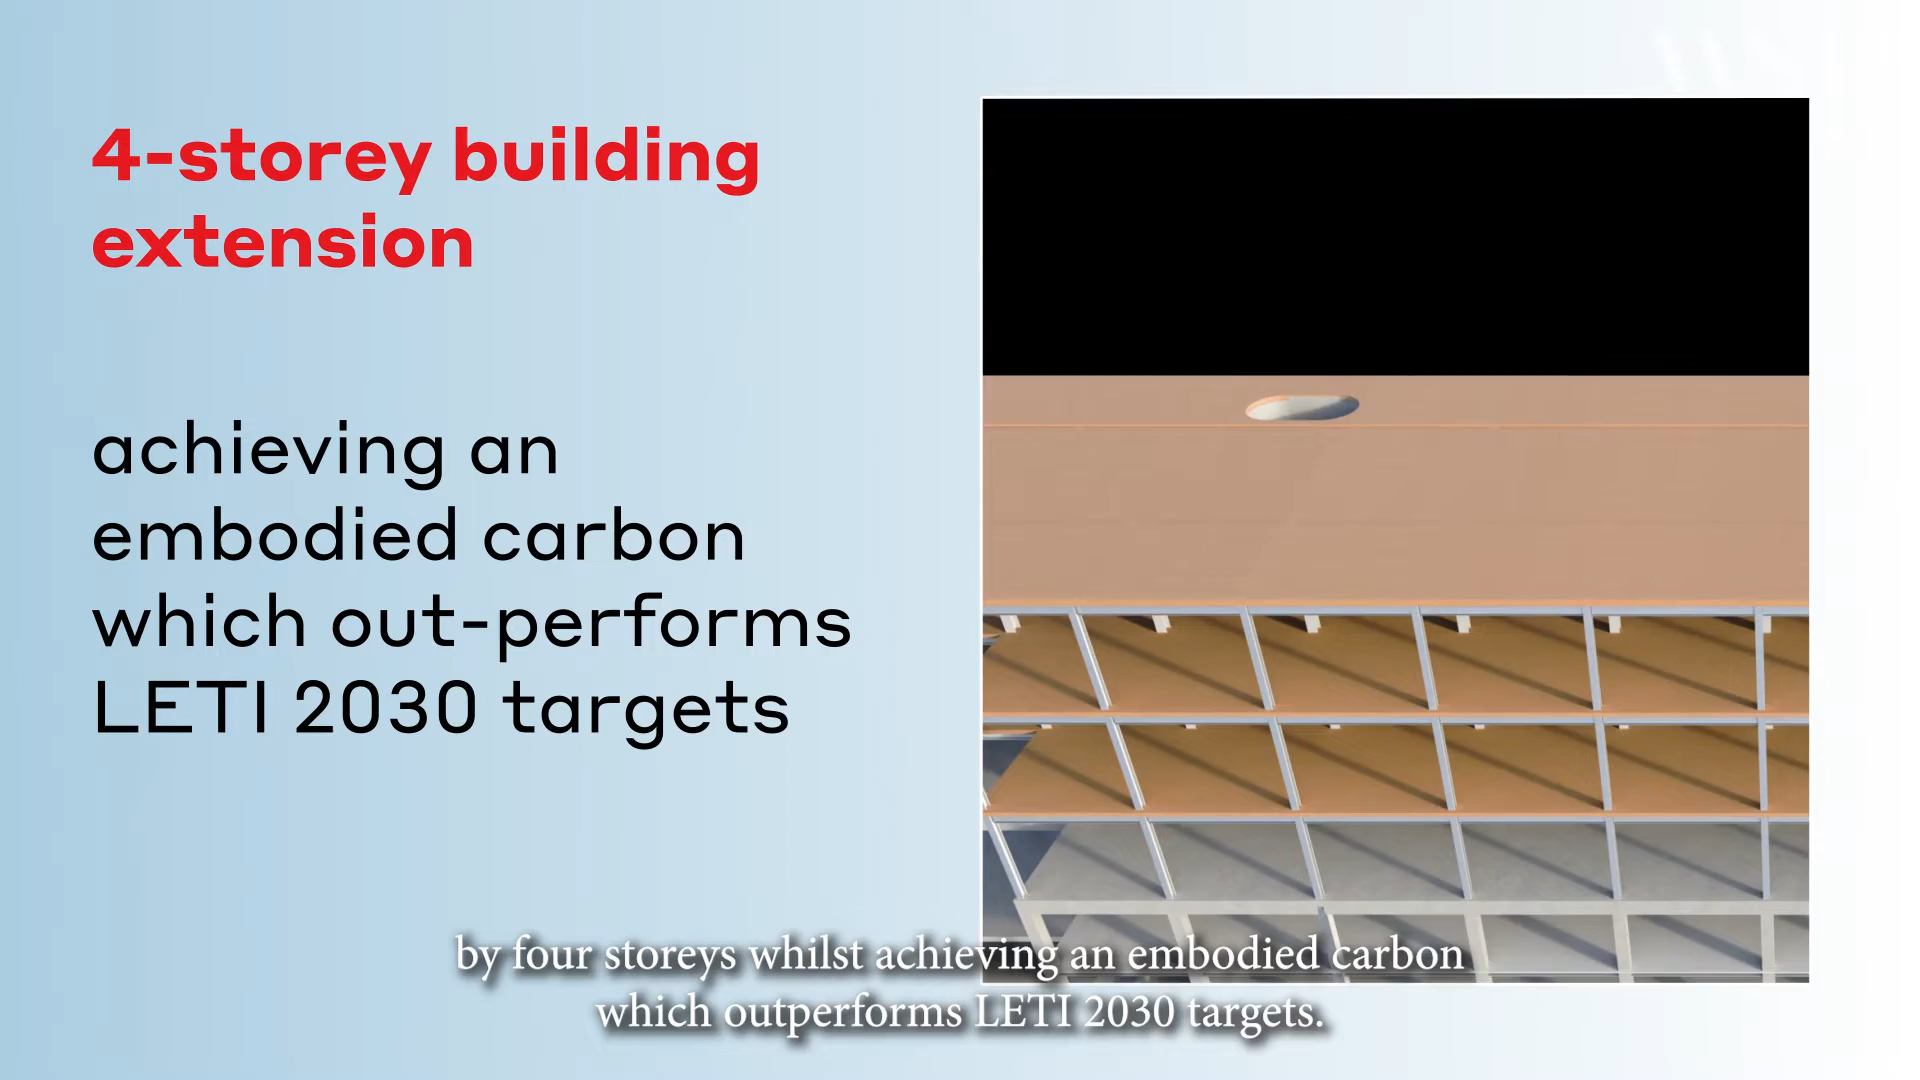 4-storey building
extension
achieving an
embodied carbon
which out-performs
LETI 2030 targets
by four storeys whilst achieving an embodied carbon
which outperforms LETI 2030 targets.